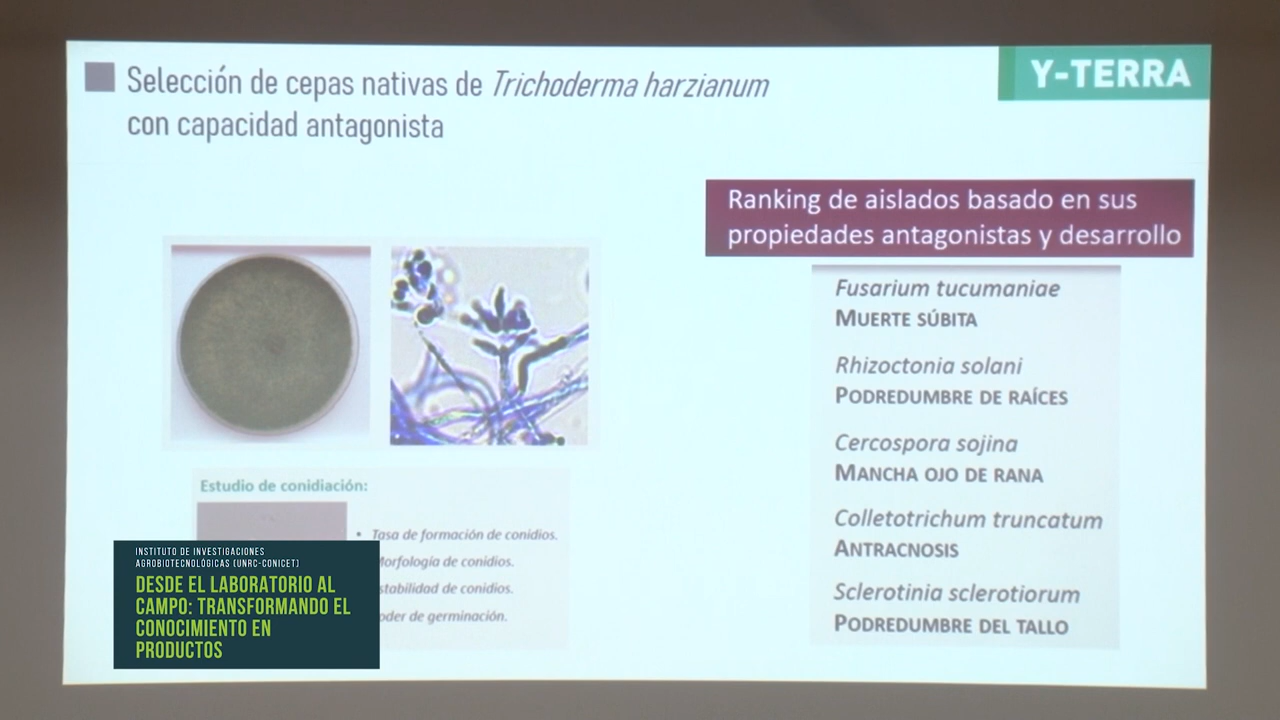 Selección de cepas nativas de Trichoderma harzianum
con capacidad antagonista
Y-TERRA
Ranking de aislados basado en sus
propiedades antagonistas y desarrollo
Fusarium tucumaniae
MUERTE SÚBITA
Rhizoctonia solani
PODREDUMBRE DE RAÍCES
Cercospora sojina
MANCHA OJO DE RANA
Colletotrichum truncatum
ANTRACNOSIS
Sclerotinia sclerotiorum
PODREDUMBRE DEL TALLO
Estudio de conidiación:
• Tasa de formación de conidios.
Morfología de conidios.
stabilidad de conidios.
oder de germinación.
INSTITUTO DE INVESTIGACIONES
AGROBIOTECNOLÓGICAS (UNRC-CONICET)
DESDE EL LABORATORIO AL
CAMPO: TRANSFORMANDO EL
CONOCIMIENTO EN
PRODUCTOS